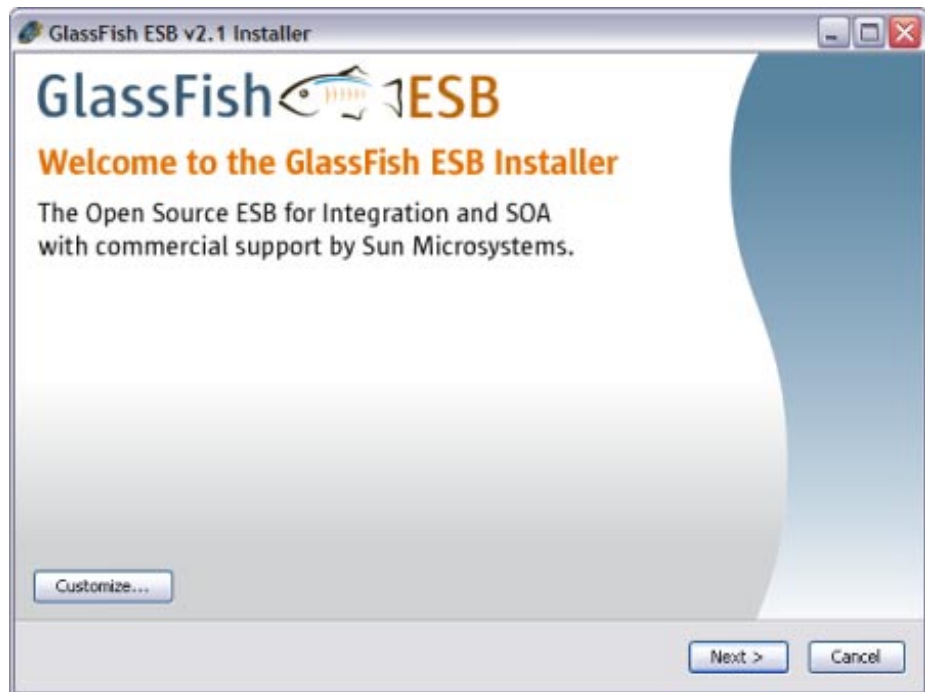 GlassFish ESB v2.1 Installer
GlassFish ESB
Welcome to the GlassFish ESB Installer
The Open Source ESB for Integration and SOA
with commercial support by Sun Microsystems.
Customize...
Next >
Cancel